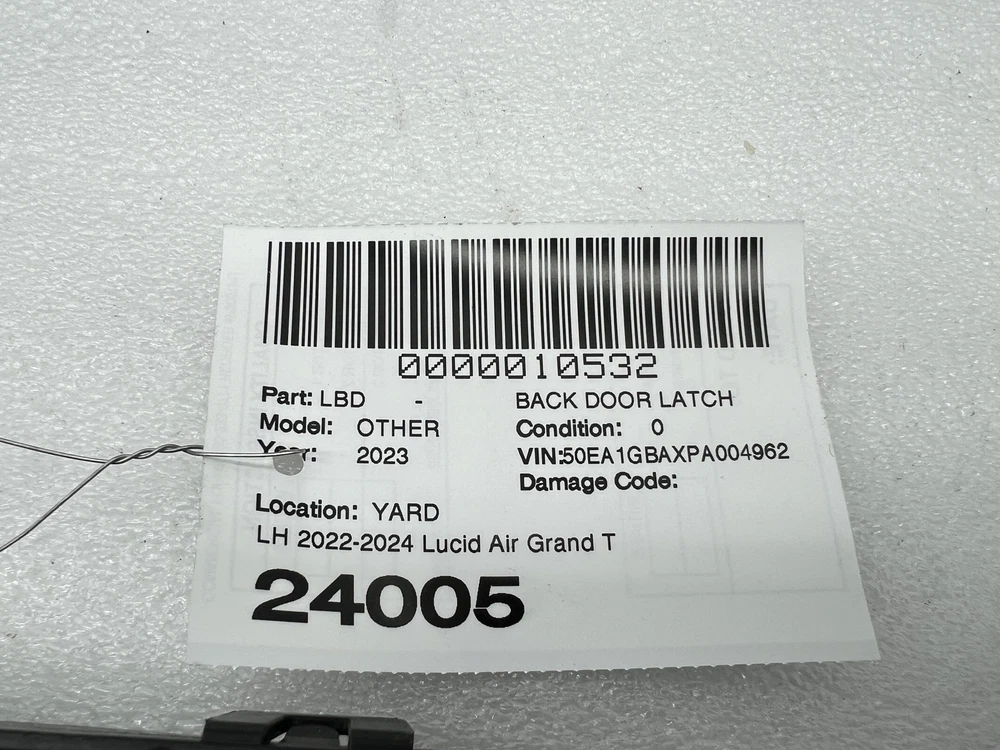 0000010532
Part: LBD - BACK DOOR LATCH
Model: OTHER Condition: 0
Year: 2023 VIN:50EA1GBAXPA004962
Damage Code:
Location: YARD
LH 2022-2024 Lucid Air Grand T
24005